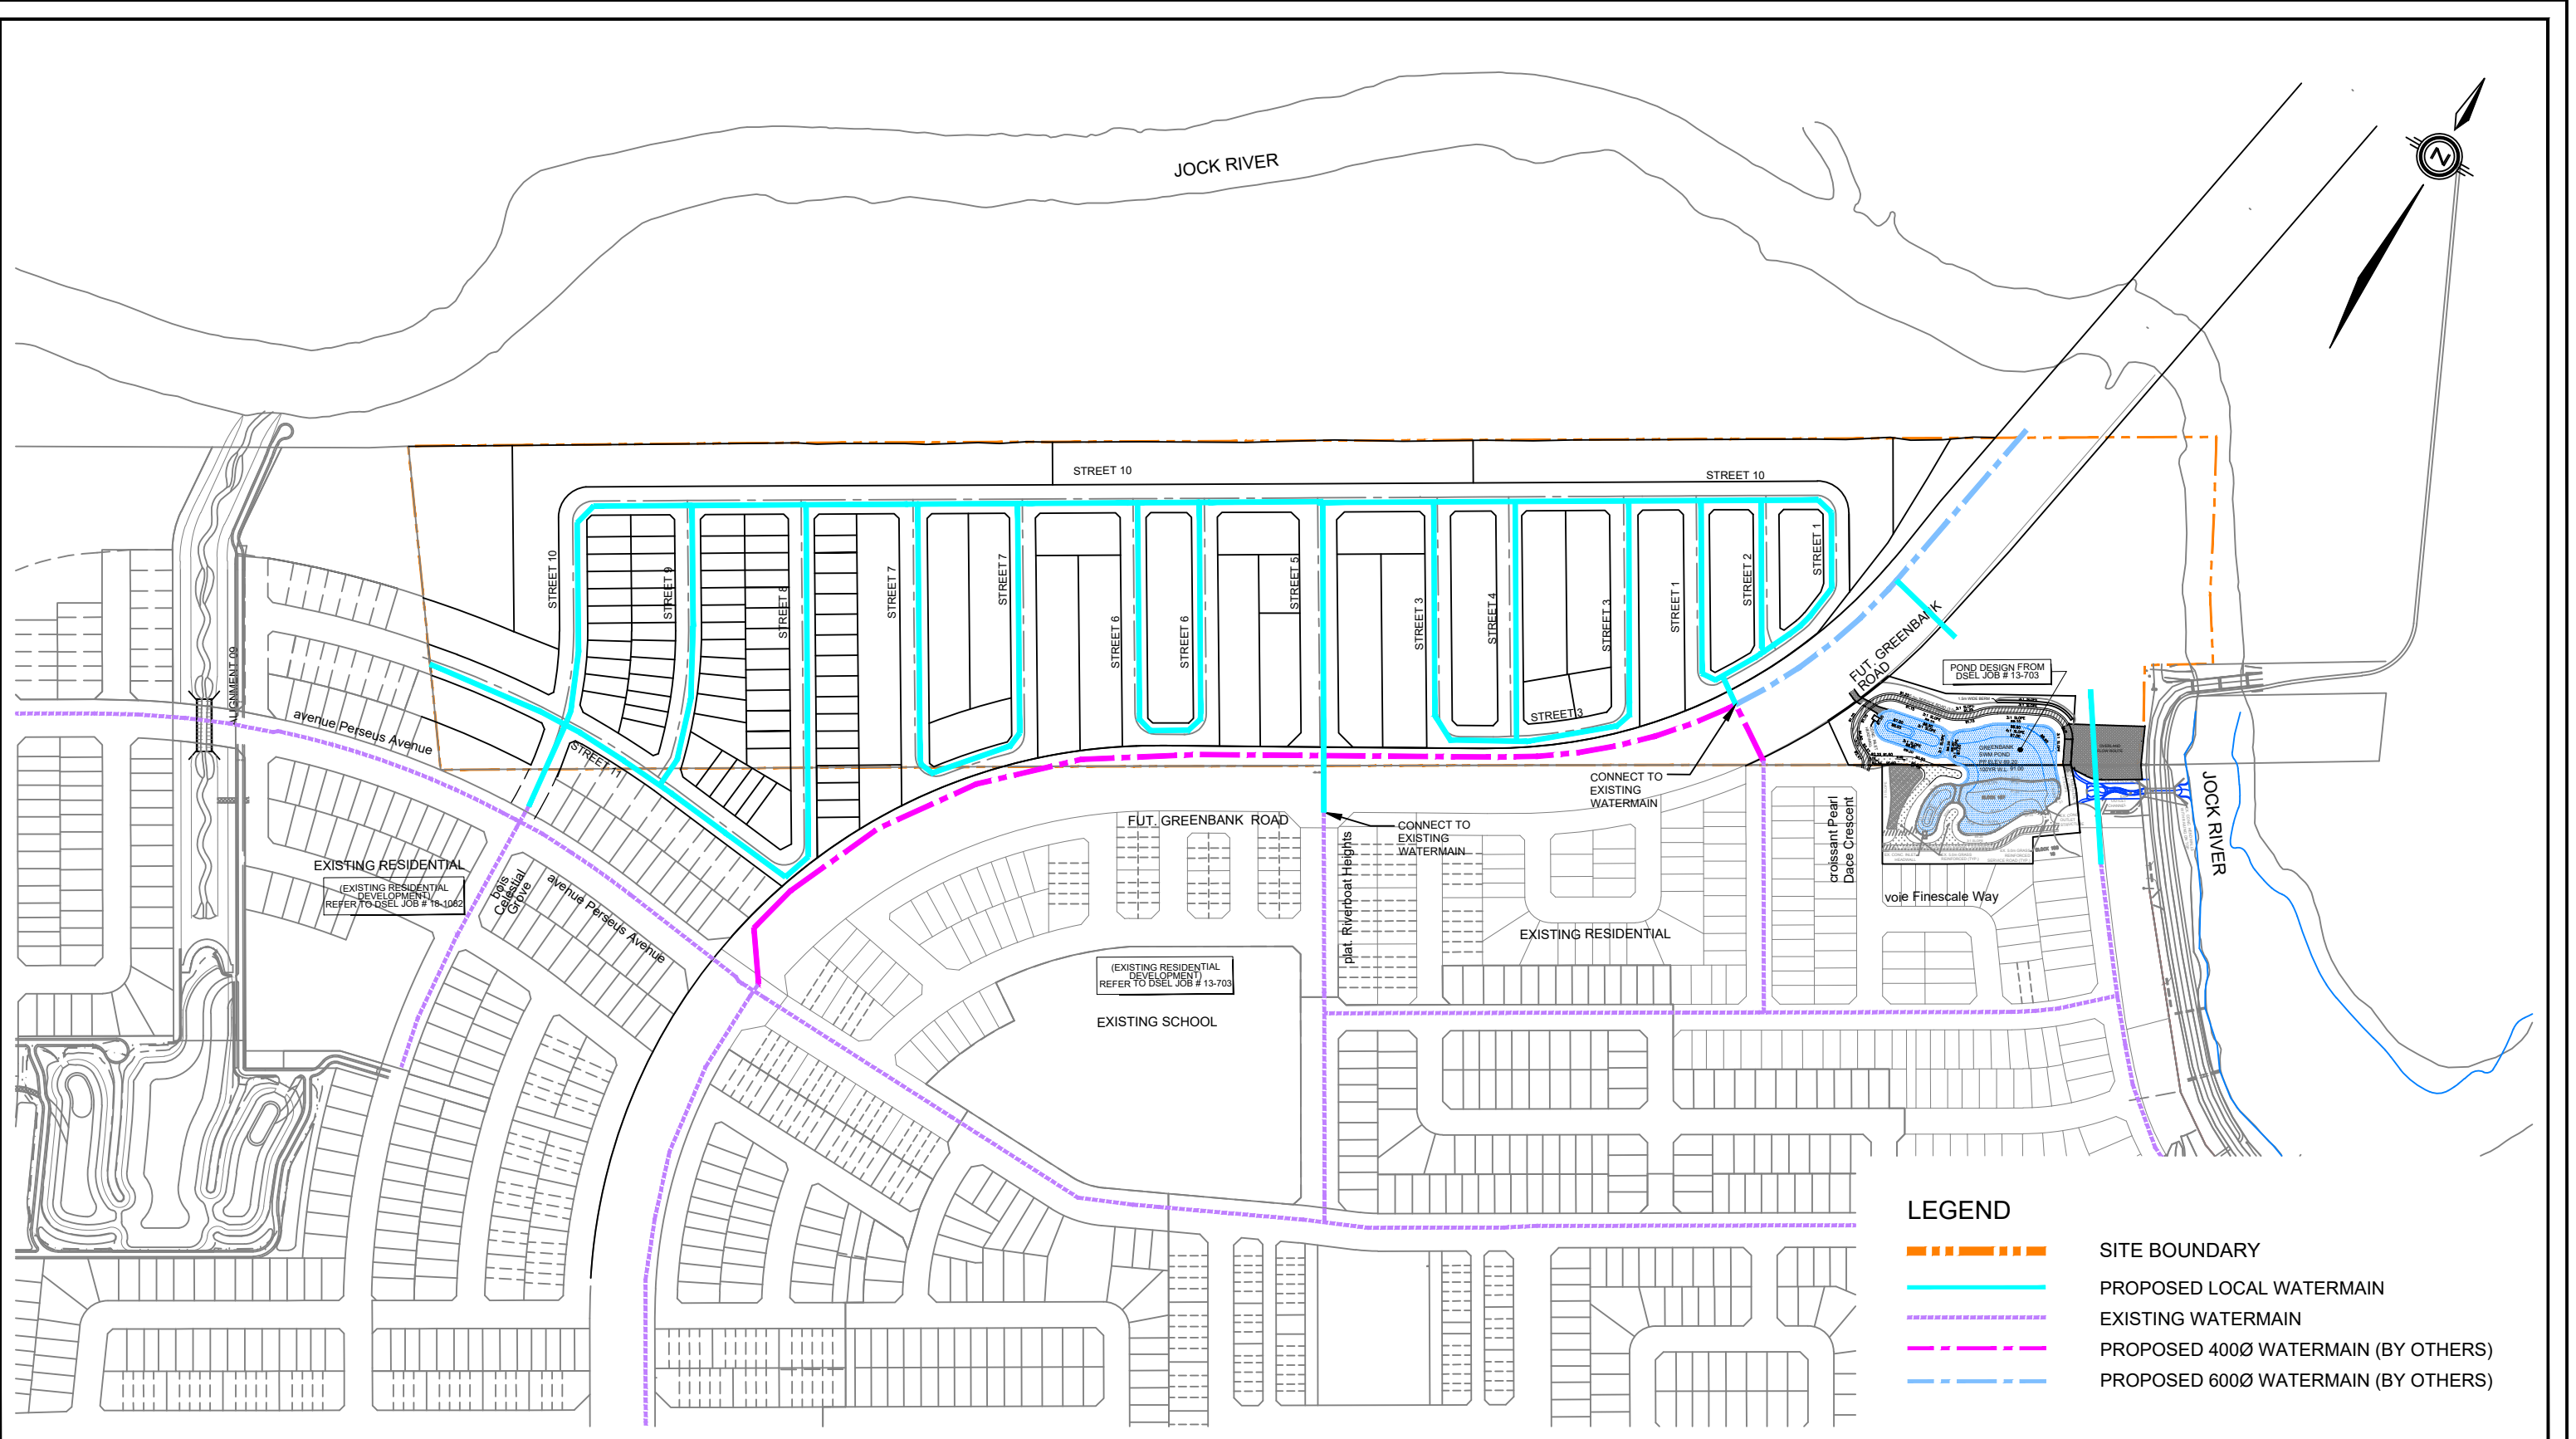 JOCK RIVER
N
STREET 10
STREET 10
STREET 10
STREET 9
STREET 8
STREET 7
STREET 7
STREET 6
STREET 6
STREET 5
STREET 3
STREET 4
STREET 3
STREET 1
STREET 2
STREET 1
STREET 3
STREET 11
ALIGNMENT 09
avenue Perseus Avenue
FUT. GREENBANK
ROAD
POND DESIGN FROM
DSEL JOB # 13-703
GREENBANK
SWM POND
JOCK RIVER
CONNECT TO
EXISTING
WATERMAIN
CONNECT TO
EXISTING
WATERMAIN
FUT. GREENBANK ROAD
plat. Riverboat Heights
croissant Pearl
Dace Crescent
voie Finescale Way
EXISTING RESIDENTIAL
(EXISTING RESIDENTIAL
DEVELOPMENT)
REFER TO DSEL JOB # 18-1082
bois
Celestial
Grove
avenue Perseus Avenue
EXISTING RESIDENTIAL
(EXISTING RESIDENTIAL
DEVELOPMENT)
REFER TO DSEL JOB # 13-703
EXISTING SCHOOL
LEGEND
SITE BOUNDARY
PROPOSED LOCAL WATERMAIN
EXISTING WATERMAIN
PROPOSED 400Ø WATERMAIN (BY OTHERS)
PROPOSED 600Ø WATERMAIN (BY OTHERS)